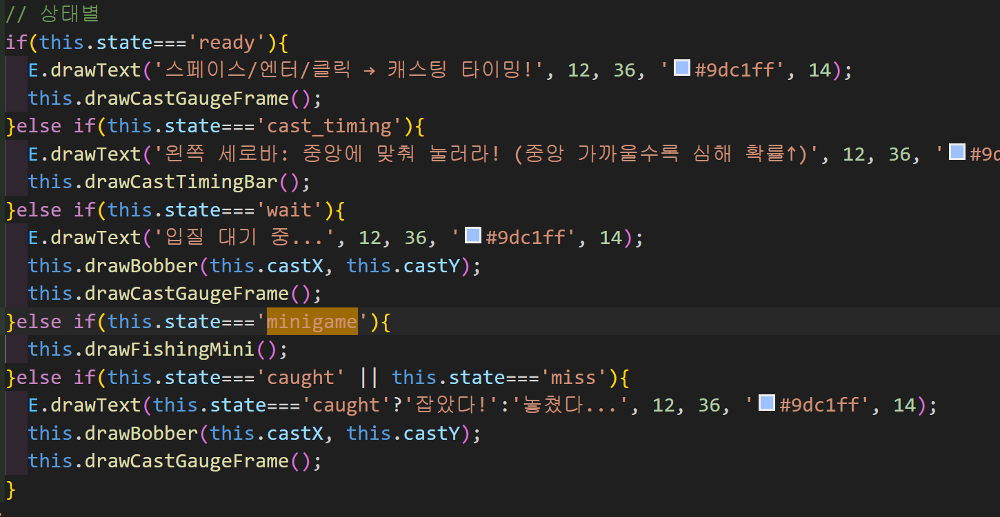 // 상태별
if(this.state==='ready'){
E.drawText('스페이스/엔터/클릭 → 캐스팅 타이밍!', 12, 36, '#9dc1ff', 14);
this.drawCastGaugeFrame();
}else if(this.state==='cast_timing'){
E.drawText('왼쪽 세로바: 중앙에 맞춰 눌러라! (중앙 가까울수록 심해 확률↑)', 12, 36, '#9d
this.drawCastTimingBar();
}else if(this.state==='wait'){
E.drawText('입질 대기 중...', 12, 36, '#9dc1ff', 14);
this.drawBobber(this.castX, this.castY);
this.drawCastGaugeFrame();
}else if(this.state==='minigame'){
this.drawFishingMini();
}else if(this.state==='caught' || this.state==='miss'){
E.drawText(this.state==='caught'?'잡았다!':'놓쳤다...', 12, 36, '#9dc1ff', 14);
this.drawBobber(this.castX, this.castY);
this.drawCastGaugeFrame();
}